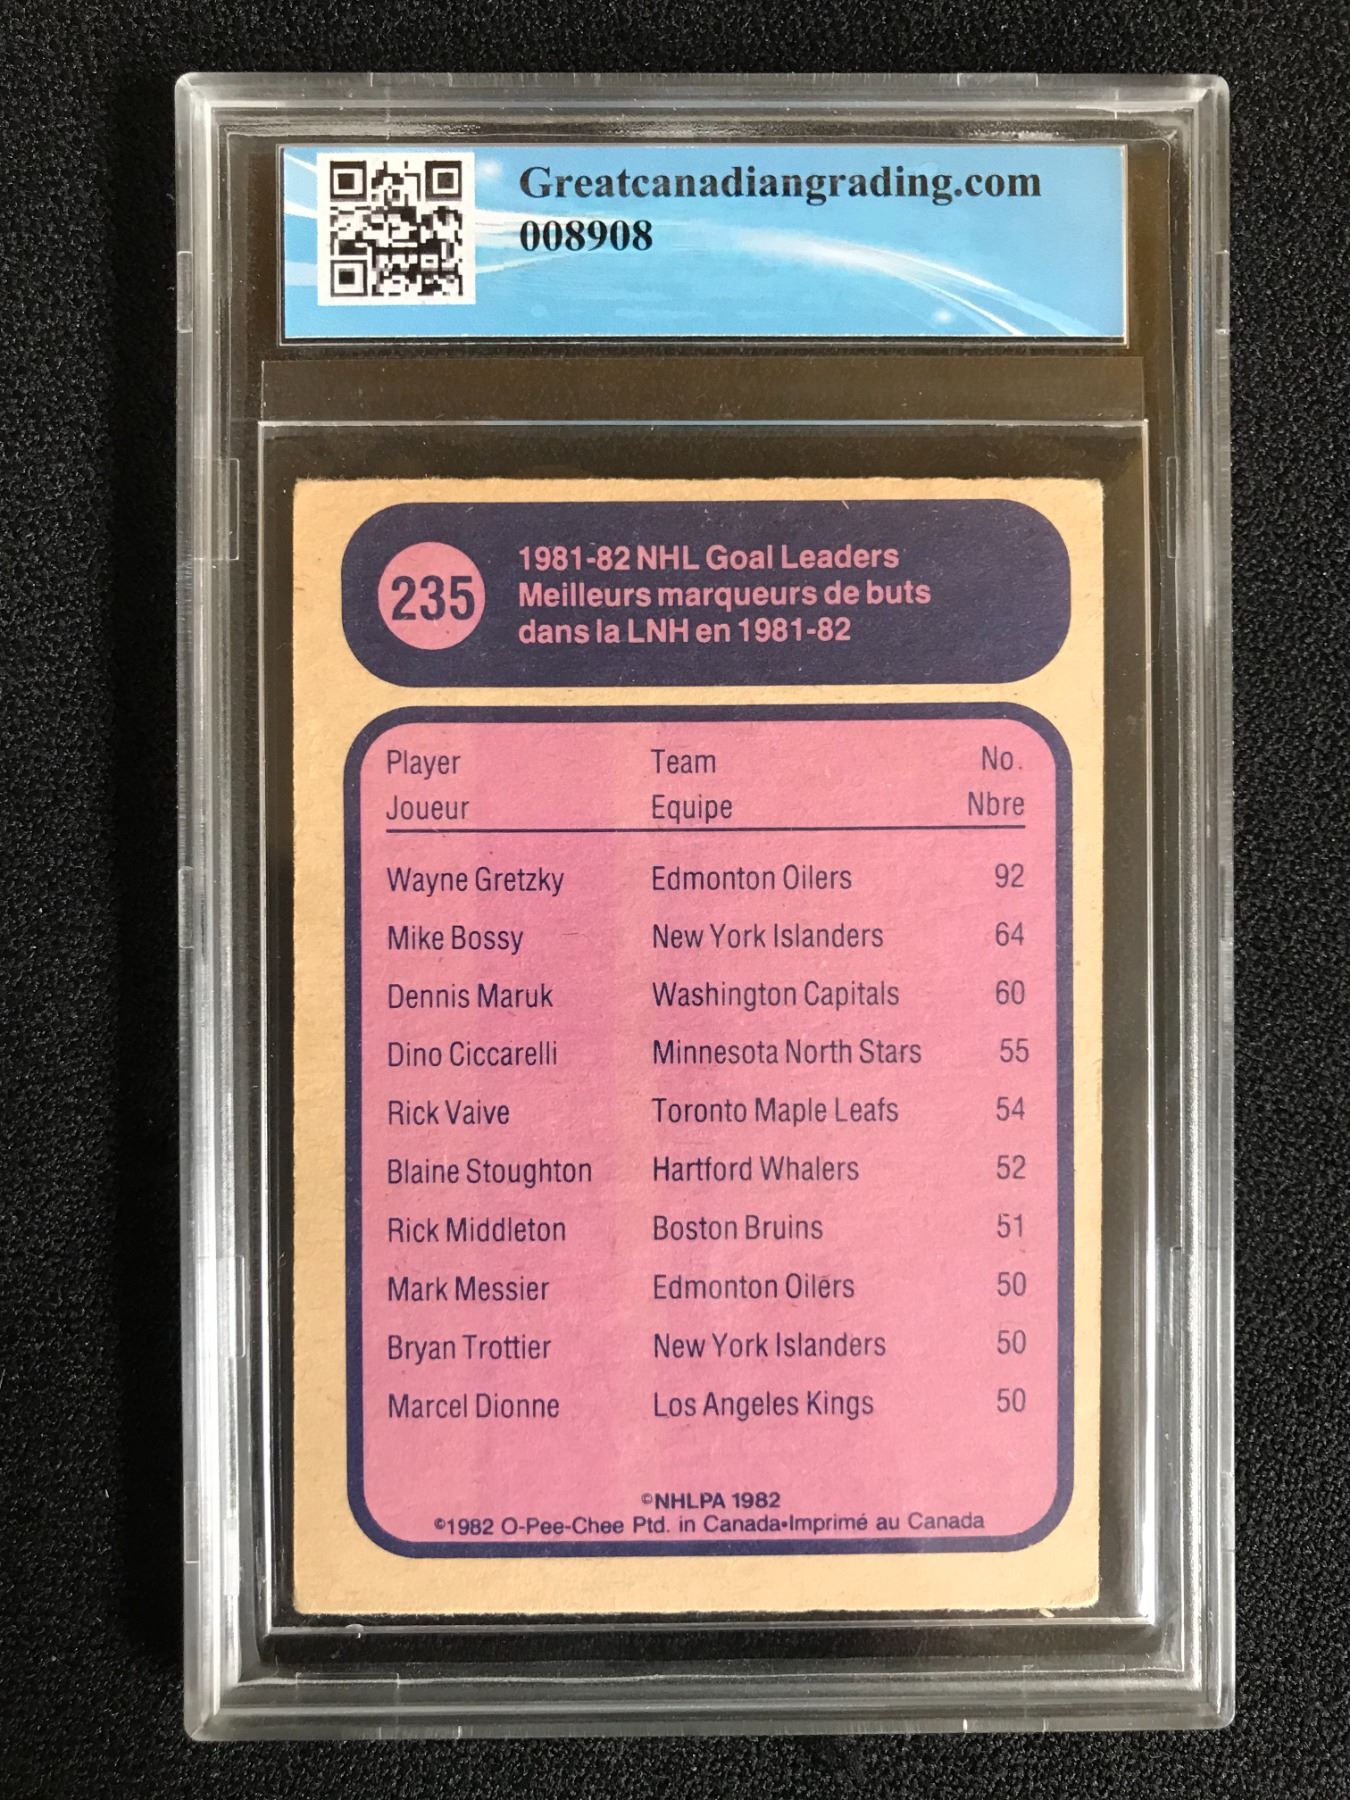 Greatcanadiangrading.com
008908
235
1981-82 NHL Goal Leaders
Meilleurs marqueurs de buts
dans la LNH en 1981-82
Player Team No.
Joueur Equipe Nbre
Wayne Gretzky Edmonton Oilers 92
Mike Bossy New York Islanders 64
Dennis Maruk Washington Capitals 60
Dino Ciccarelli Minnesota North Stars 55
Rick Vaive Toronto Maple Leafs 54
Blaine Stoughton Hartford Whalers 52
Rick Middleton Boston Bruins 51
Mark Messier Edmonton Oilers 50
Bryan Trottier New York Islanders 50
Marcel Dionne Los Angeles Kings 50
©NHLPA 1982
©1982 O-Pee-Chee Ptd. in Canada•Imprimé au Canada